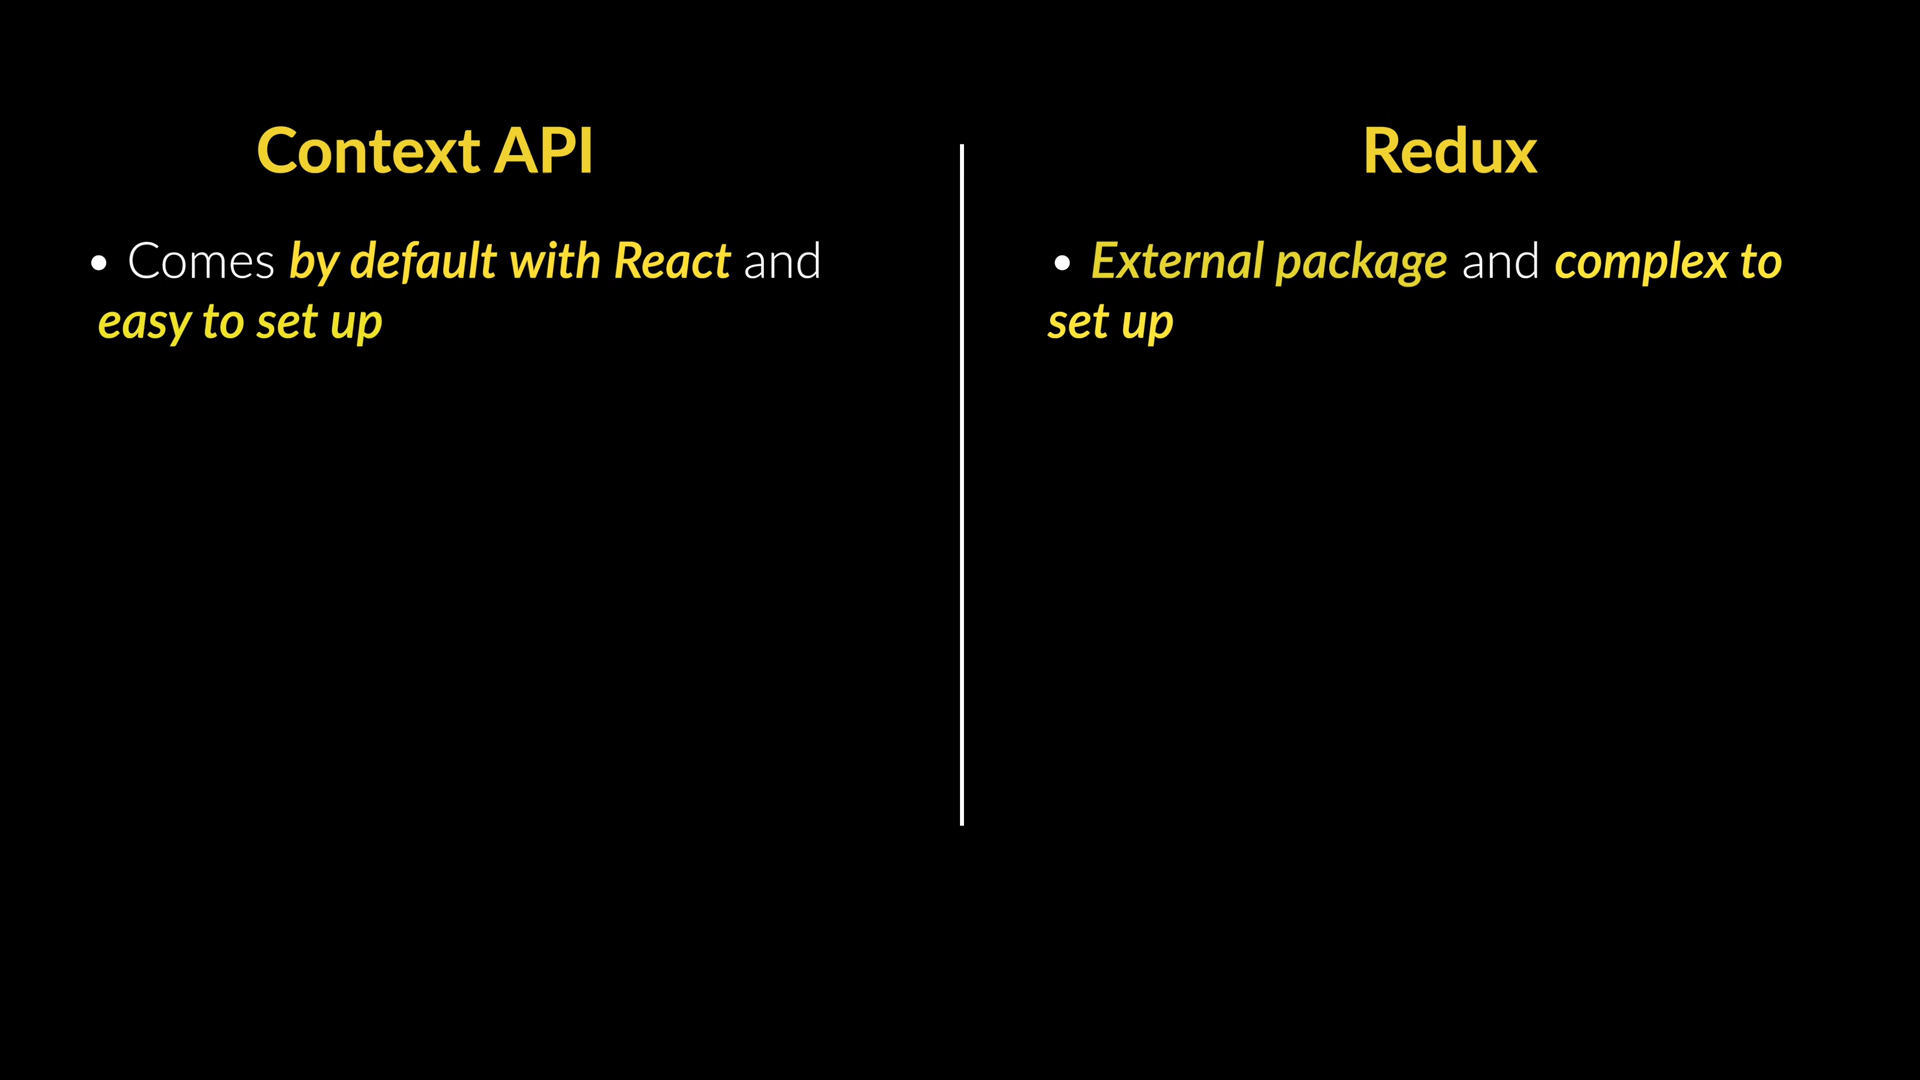 Context API
• Comes by default with React and
easy to set up
Redux
• External package and complex to
set up